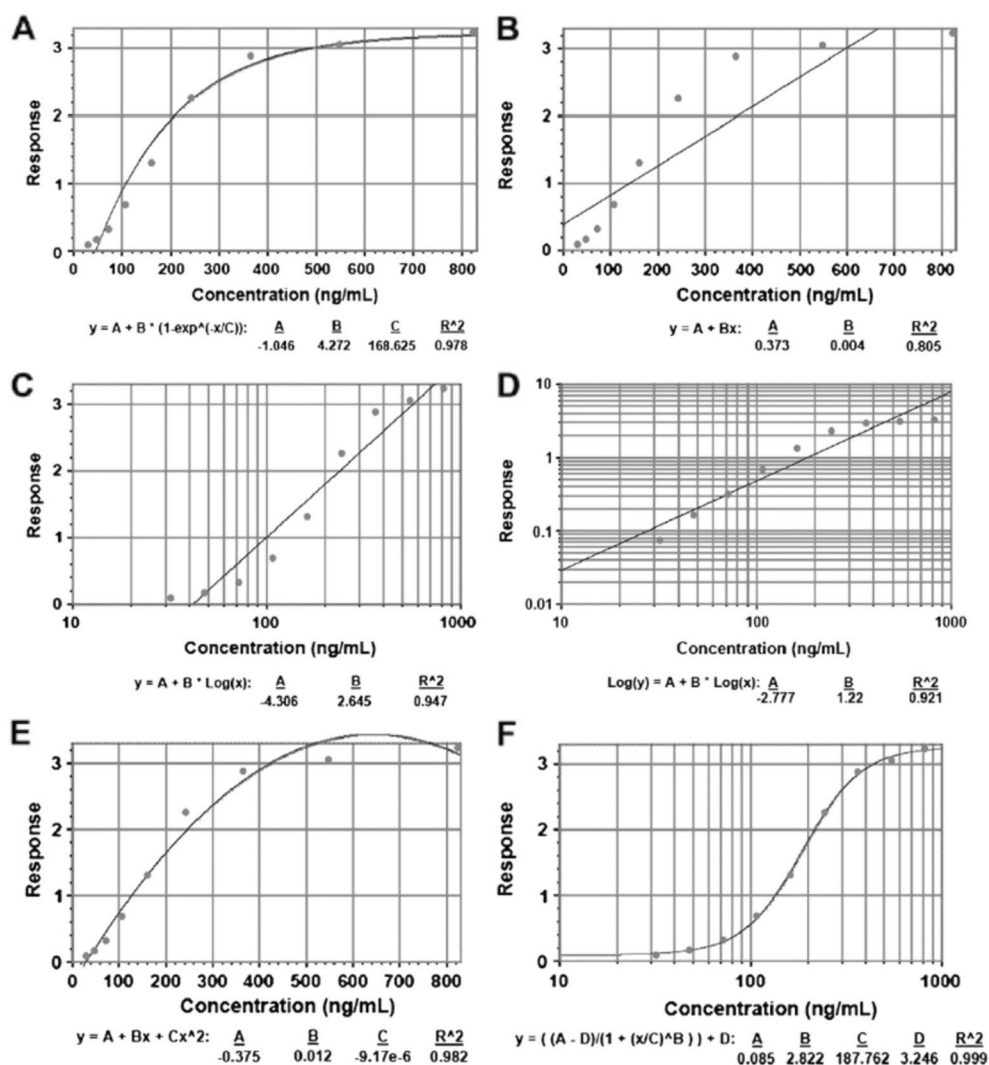 A
B
Response
3
2
1
0
0 100 200 300 400 500 600 700 800
Concentration (ng/mL)
y = A + B * (1-exp^(-x/C)): A B C R^2
-1.046 4.272 168.625 0.978
Response
3
2
1
0
0 100 200 300 400 500 600 700 800
Concentration (ng/mL)
y = A + Bx: A B R^2
0.373 0.004 0.805
C
D
Response
3
2
1
0
10 100 1000
Concentration (ng/mL)
y = A + B * Log(x): A B R^2
-4.306 2.645 0.947
Response
10
1
0.1
0.01
10 100 1000
Concentration (ng/mL)
Log(y) = A + B * Log(x): A B R^2
-2.777 1.22 0.921
E
F
Response
3
2
1
0
0 100 200 300 400 500 600 700 800
Concentration (ng/mL)
y = A + Bx + Cx^2: A B C R^2
-0.375 0.012 -9.17e-6 0.982
Response
3
2
1
0
10 100 1000
Concentration (ng/mL)
y = ( (A - D)/(1 + (x/C)^B ) ) + D: A B C D R^2
0.085 2.822 187.762 3.246 0.999